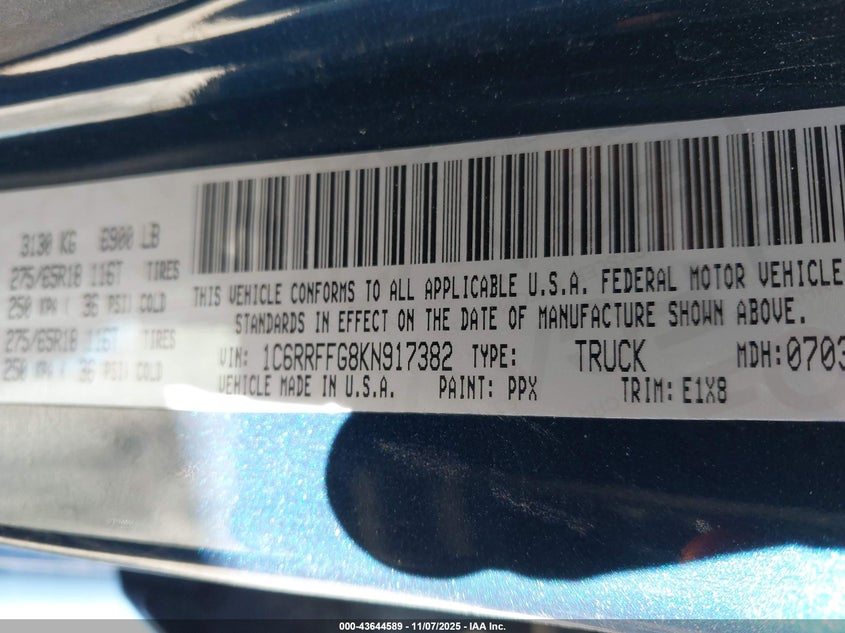 3130 KG 6900 LB
275/65R18 116T TIRES
250 KPA / 36 PSI COLD
275/65R18 116T TIRES
250 KPA / 36 PSI COLD
THIS VEHICLE CONFORMS TO ALL APPLICABLE U.S.A. FEDERAL MOTOR VEHICLE
STANDARDS IN EFFECT ON THE DATE OF MANUFACTURE SHOWN ABOVE.
VIN: 1C6RRFFG8KN917382 TYPE: TRUCK MDH: 0703
VEHICLE MADE IN U.S.A. PAINT: PPX TRIM: E1X8
000-43644589 - 11/07/2025 - IAA Inc.